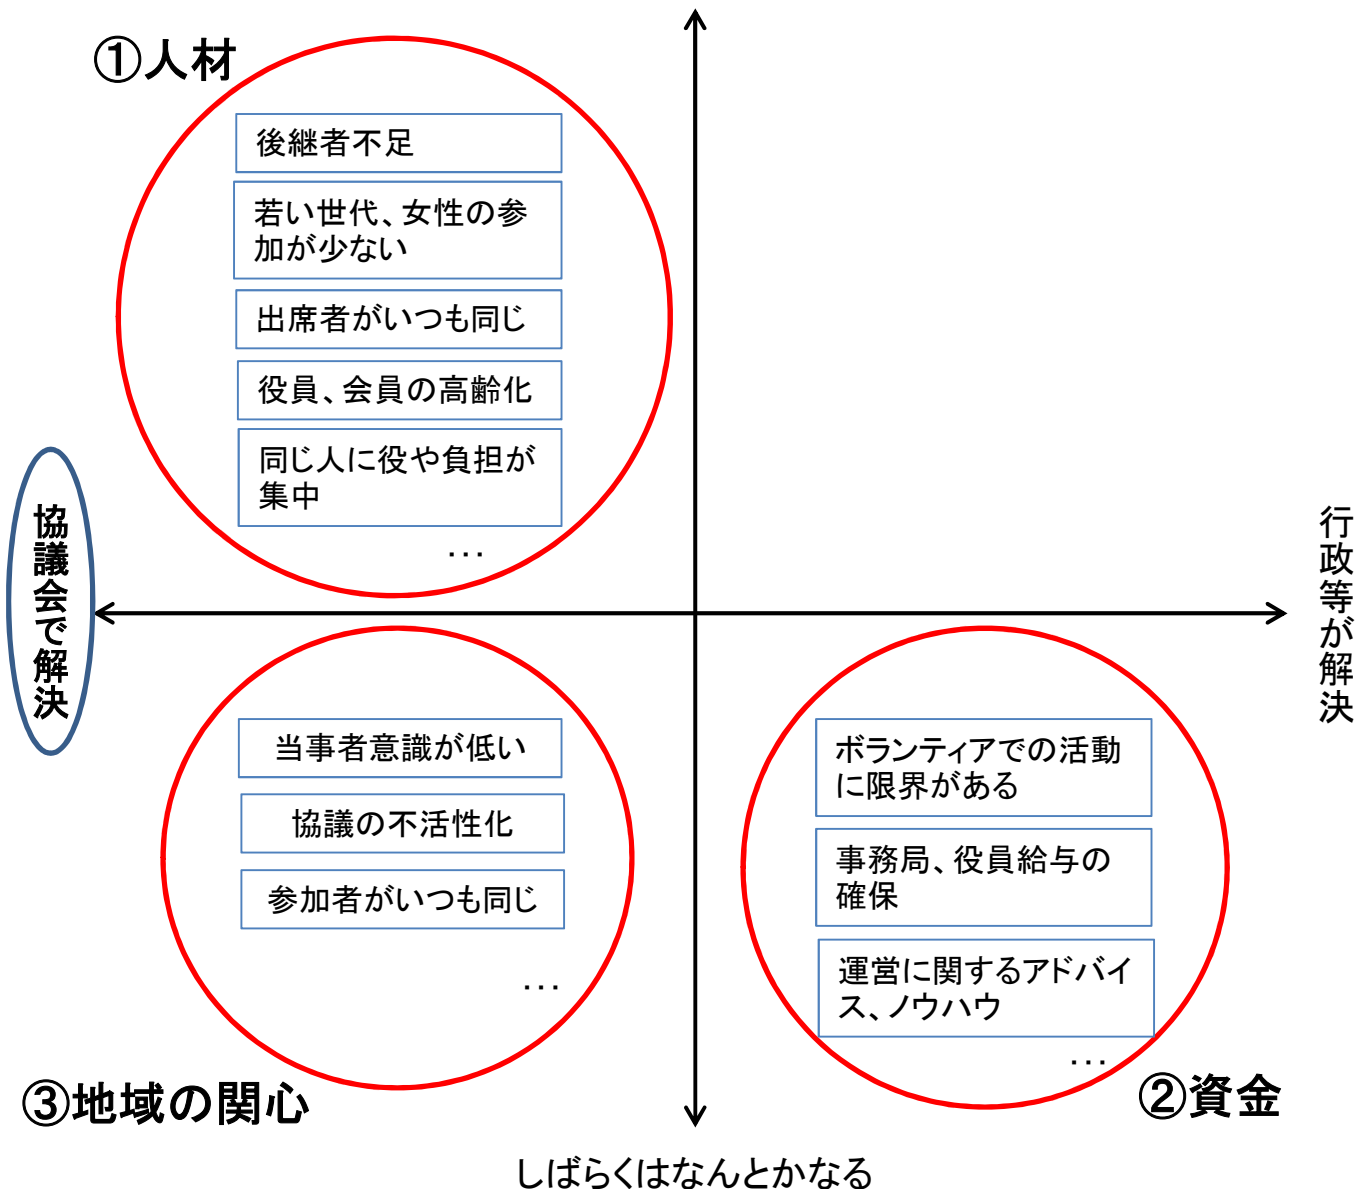 ①人材
後継者不足
若い世代、女性の参
加が少ない
出席者がいつも同じ
役員、会員の高齢化
同じ人に役や負担が
集中
…
協議会で解決
行政等が解決
当事者意識が低い
協議の不活性化
参加者がいつも同じ
…
③地域の関心
ボランティアでの活動
に限界がある
事務局、役員給与の
確保
運営に関するアドバイ
ス、ノウハウ
…
②資金
しばらくはなんとかなる